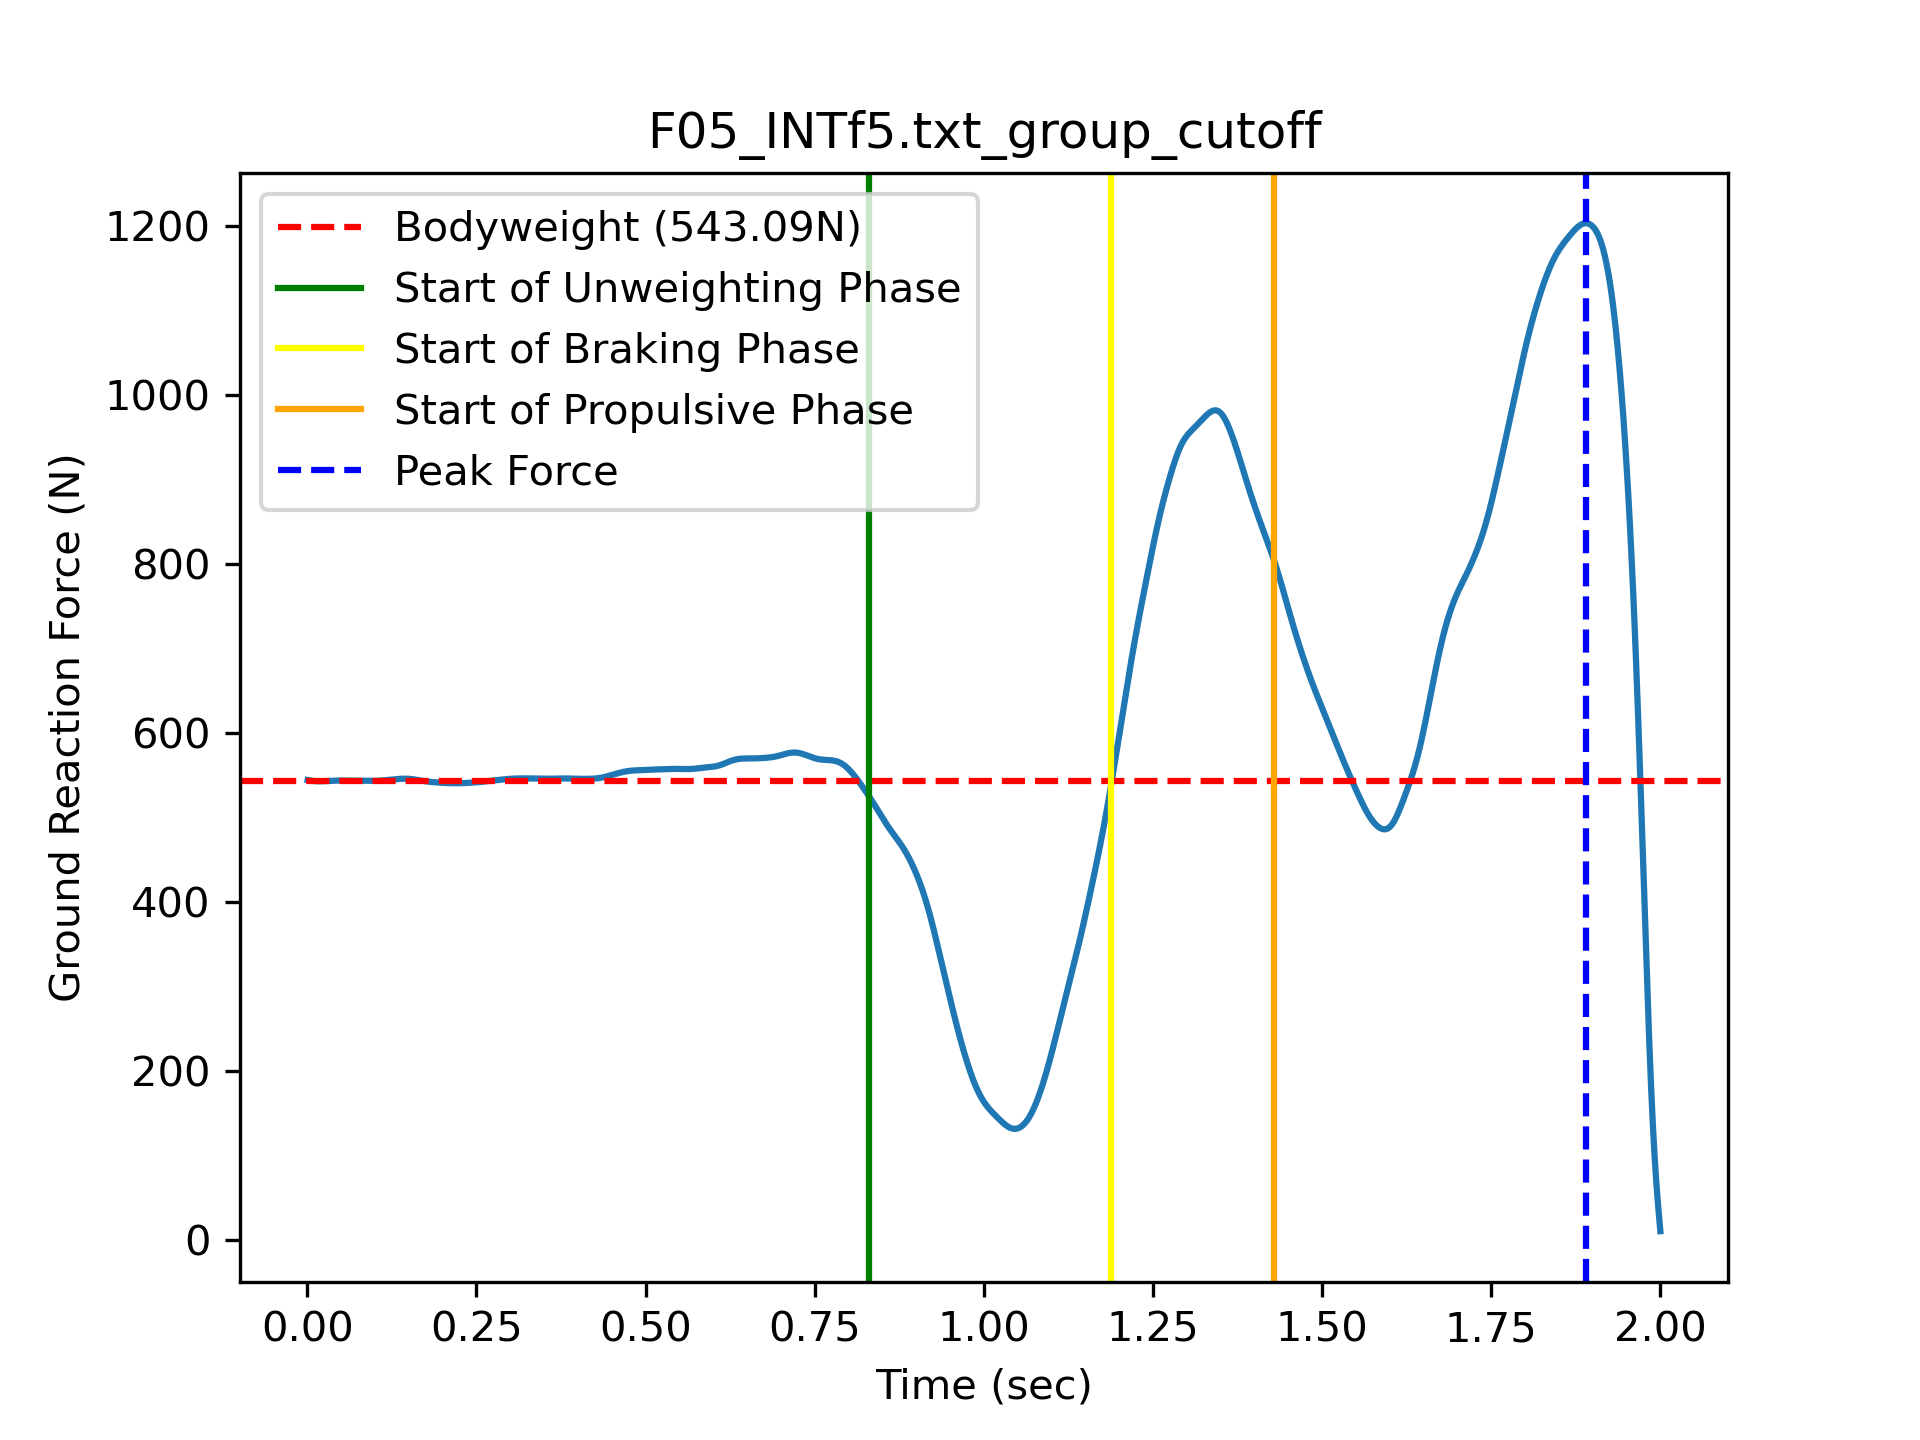 F05_INTf5.txt_group_cutoff
Bodyweight (543.09N)
Start of Unweighting Phase
Start of Braking Phase
Start of Propulsive Phase
Peak Force
Ground Reaction Force (N)
1200
1000
800
600
400
200
0
0.00 0.25 0.50 0.75 1.00 1.25 1.50 1.75 2.00
Time (sec)